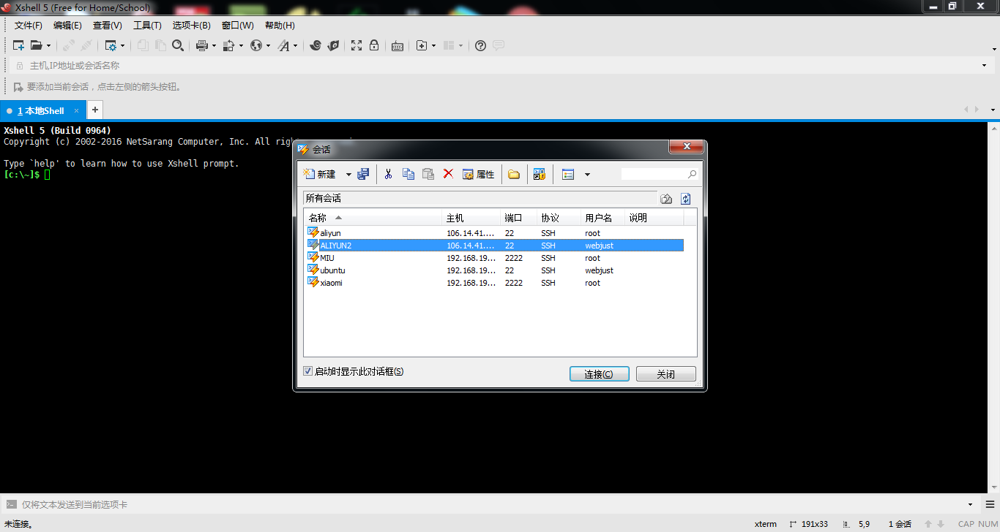 Xshell 5 (Free for Home/School)
文件(F) 编辑(E) 查看(V) 工具(T) 选项卡(B) 窗口(W) 帮助(H)
主机,IP地址或会话名称
要添加当前会话，点击左侧的箭头按钮。
1 本地Shell × +
Xshell 5 (Build 0964)
Copyright (c) 2002-2016 NetSarang Computer, Inc. All
Type `help' to learn how to use Xshell prompt.
[c:\~]$
会话
新建 属性
所有会话
名称 主机 端口 协议 用户名 说明
aliyun 106.14.41.... 22 SSH root
ALIYUN2 106.14.41.... 22 SSH webjust
MIU 192.168.19... 2222 SSH root
ubuntu 192.168.19... 22 SSH webjust
xiaomi 192.168.19... 2222 SSH root
启动时显示此对话框(S)
连接(C) 关闭
仅将文本发送到当前选项卡
未连接。 xterm 191x33 5,9 1 会话 CAP NUM